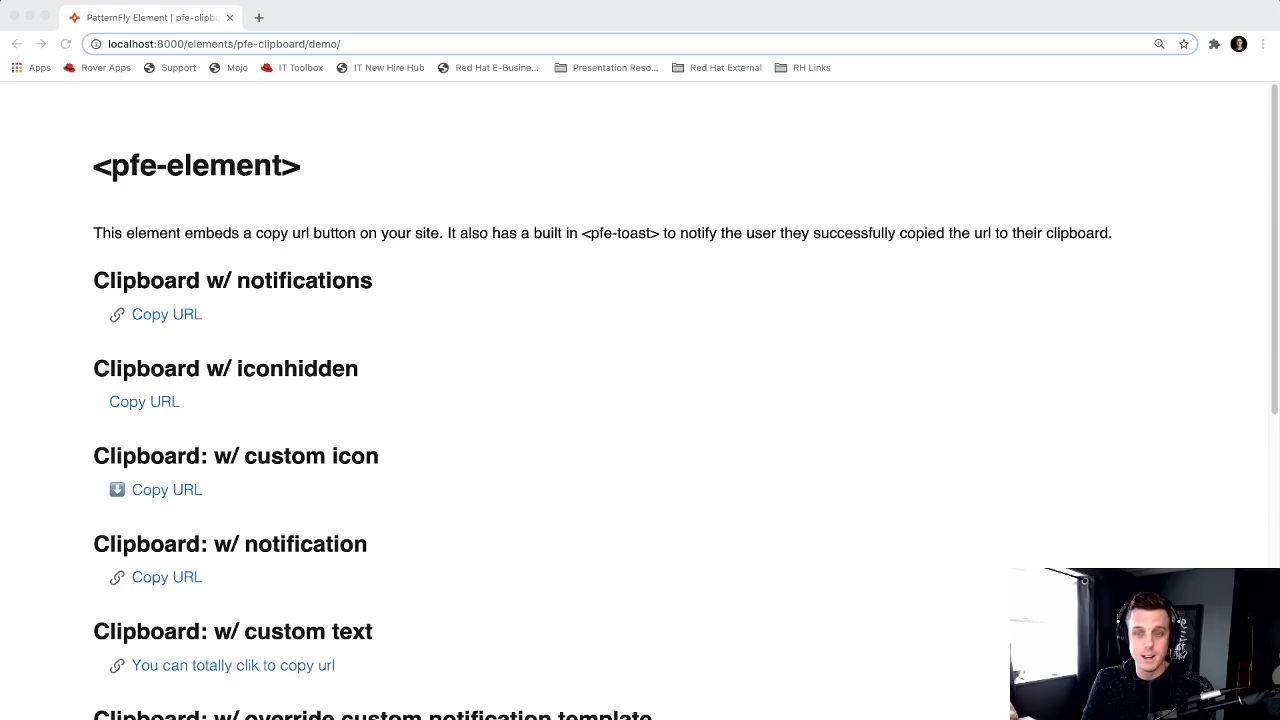 PatternFly Element | pfe-clipbo
localhost:8000/elements/pfe-clipboard/demo/
Apps Rover Apps Support Mojo IT Toolbox IT New Hire Hub Red Hat E-Busine... Presentation Reso... Red Hat External RH Links
<pfe-element>
This element embeds a copy url button on your site. It also has a built in <pfe-toast> to notify the user they successfully copied the url to their clipboard.
Clipboard w/ notifications
Copy URL
Clipboard w/ iconhidden
Copy URL
Clipboard: w/ custom icon
Copy URL
Clipboard: w/ notification
Copy URL
Clipboard: w/ custom text
You can totally clik to copy url
Clipboard: w/ override custom notification template